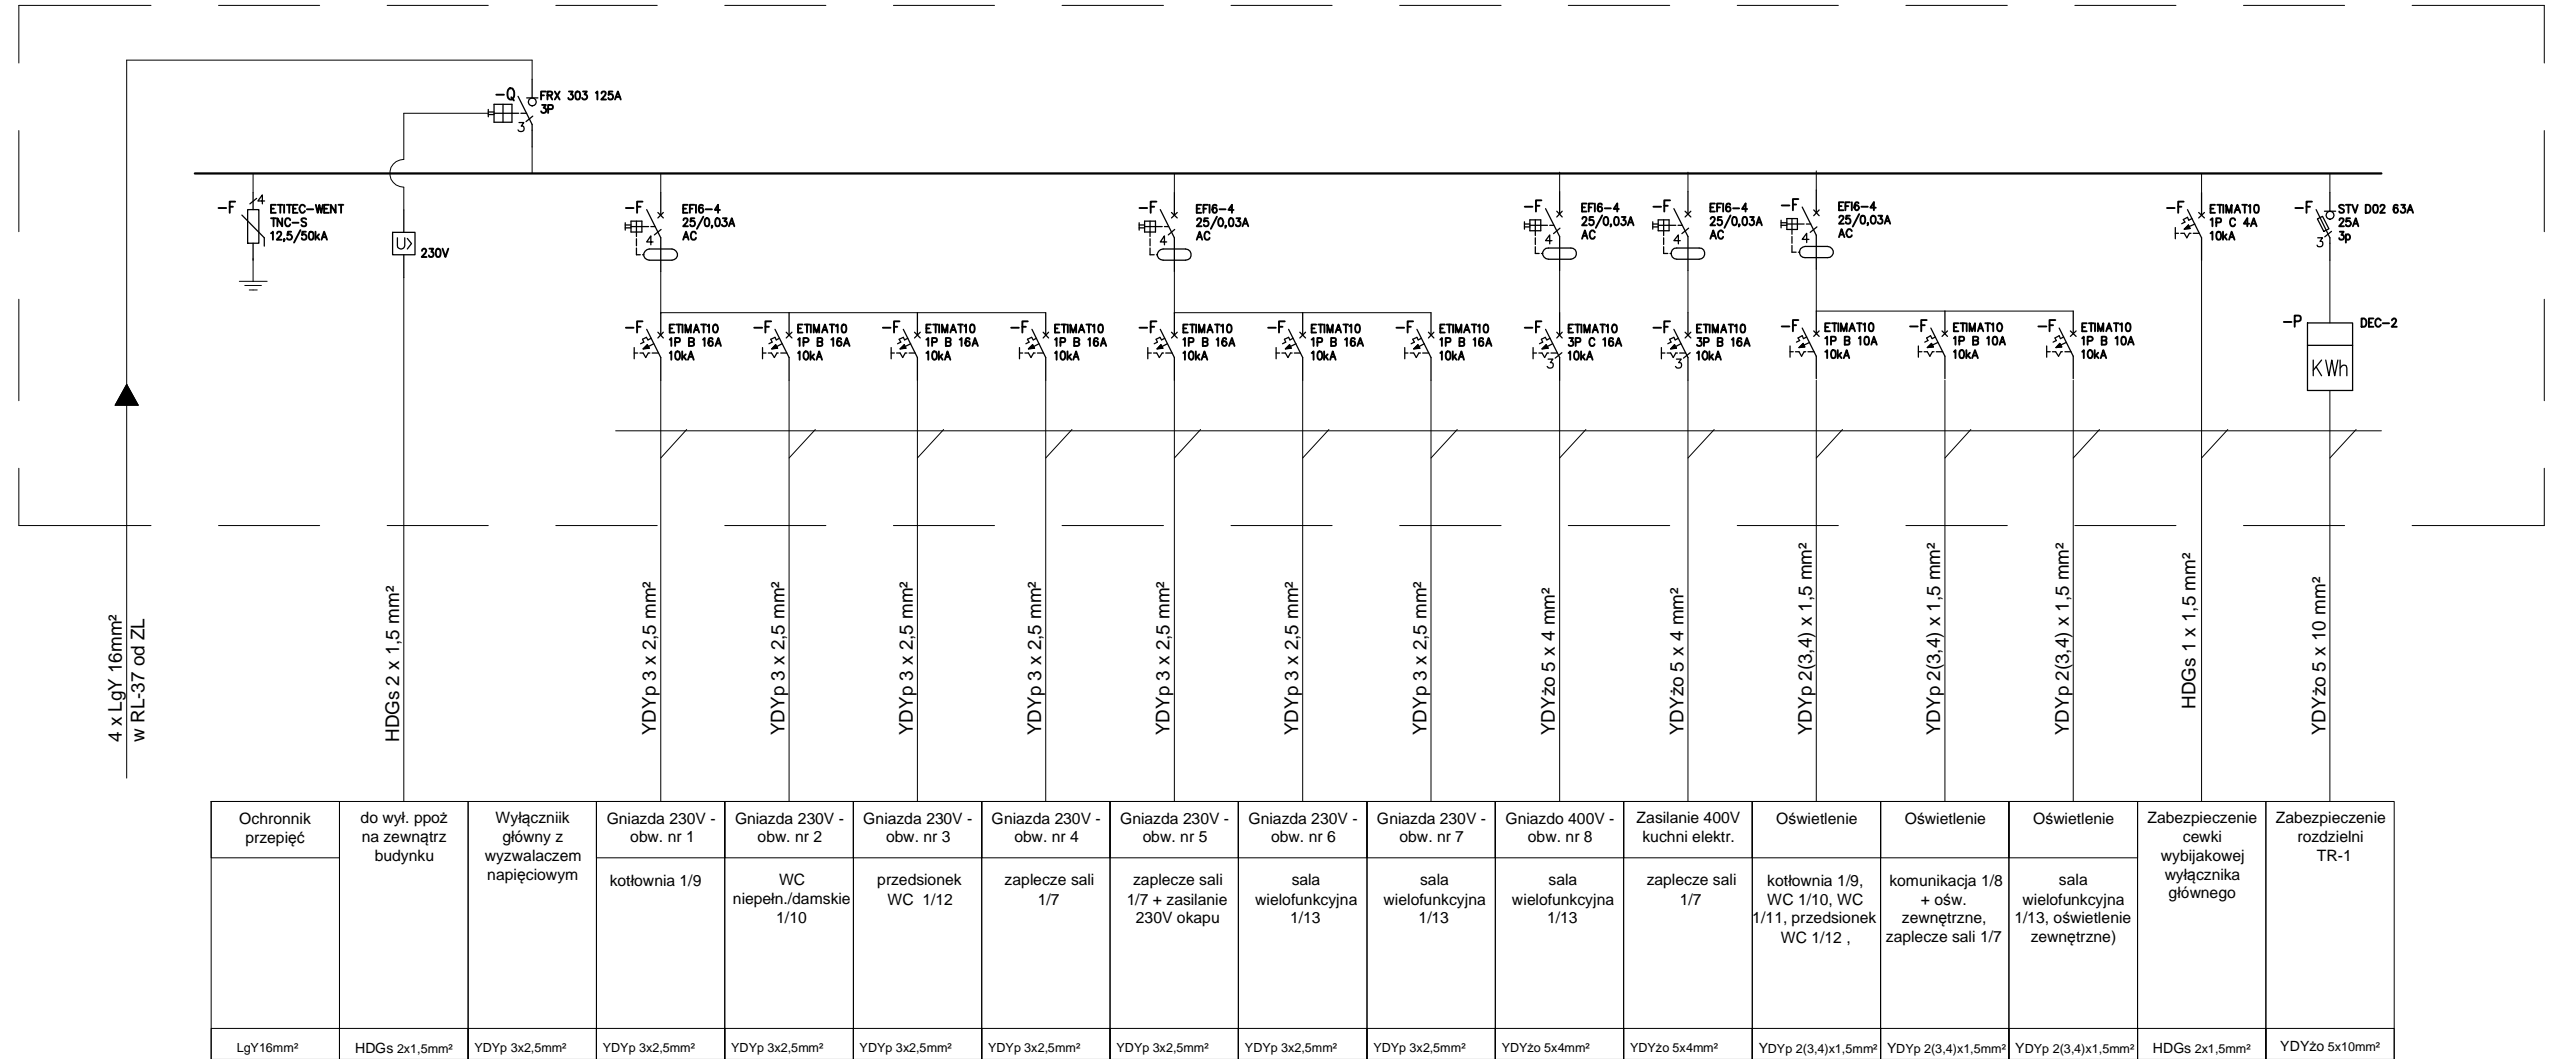 -Q
FRX 303 125A
3P
3
-F
4
ETITEC-WENT
TNC-S
12,5/50kA
U>
230V
-F
EFI6-4
25/0,03A
AC
4
-F
EFI6-4
25/0,03A
AC
4
-F
EFI6-4
25/0,03A
AC
4
-F
EFI6-4
25/0,03A
AC
4
-F
EFI6-4
25/0,03A
AC
4
-F
ETIMAT10
1P C 4A
10kA
-F
STV D02 63A
25A
3p
3
-F
ETIMAT10
1P B 16A
10kA
-F
ETIMAT10
1P B 16A
10kA
-F
ETIMAT10
1P B 16A
10kA
-F
ETIMAT10
1P B 16A
10kA
-F
ETIMAT10
1P B 16A
10kA
-F
ETIMAT10
1P B 16A
10kA
-F
ETIMAT10
1P B 16A
10kA
-F
ETIMAT10
3P C 16A
10kA
3
-F
ETIMAT10
3P B 16A
10kA
3
-F
ETIMAT10
1P B 10A
10kA
-F
ETIMAT10
1P B 10A
10kA
-F
ETIMAT10
1P B 10A
10kA
-P
DEC-2
KWh
4 x LgY 16mm²
w RL-37 od ZL
HDGs 2 x 1,5 mm²
YDYp 3 x 2,5 mm²
YDYp 3 x 2,5 mm²
YDYp 3 x 2,5 mm²
YDYp 3 x 2,5 mm²
YDYp 3 x 2,5 mm²
YDYp 3 x 2,5 mm²
YDYp 3 x 2,5 mm²
YDYżo 5 x 4 mm²
YDYżo 5 x 4 mm²
YDYp 2(3,4) x 1,5 mm²
YDYp 2(3,4) x 1,5 mm²
YDYp 2(3,4) x 1,5 mm²
HDGs 1 x 1,5 mm²
YDYżo 5 x 10 mm²
Ochronnik
przepięć
LgY16mm²
do wył. ppoż
na zewnątrz
budynku
HDGs 2x1,5mm²
Wyłączniik
główny z
wyzwalaczem
napięciowym
YDYp 3x2,5mm²
Gniazda 230V -
obw. nr 1
kotłownia 1/9
YDYp 3x2,5mm²
Gniazda 230V -
obw. nr 2
WC
niepełn./damskie
1/10
YDYp 3x2,5mm²
Gniazda 230V -
obw. nr 3
przedsionek
WC 1/12
YDYp 3x2,5mm²
Gniazda 230V -
obw. nr 4
zaplecze sali
1/7
YDYp 3x2,5mm²
Gniazda 230V -
obw. nr 5
zaplecze sali
1/7 + zasilanie
230V okapu
YDYp 3x2,5mm²
Gniazda 230V -
obw. nr 6
sala
wielofunkcyjna
1/13
YDYp 3x2,5mm²
Gniazda 230V -
obw. nr 7
sala
wielofunkcyjna
1/13
YDYp 3x2,5mm²
Gniazdo 400V -
obw. nr 8
sala
wielofunkcyjna
1/13
YDYżo 5x4mm²
Zasilanie 400V
kuchni elektr.
zaplecze sali
1/7
YDYżo 5x4mm²
Oświetlenie
kotłownia 1/9,
WC 1/10, WC
1/11, przedsionek
WC 1/12 ,
YDYp 2(3,4)x1,5mm²
Oświetlenie
komunikacja 1/8
+ ośw.
zewnętrzne,
zaplecze sali 1/7
YDYp 2(3,4)x1,5mm²
Oświetlenie
sala
wielofunkcyjna
1/13, oświetlenie
zewnętrzne)
YDYp 2(3,4)x1,5mm²
Zabezpieczenie
cewki
wybijakowej
wyłącznika
głównego
HDGs 2x1,5mm²
Zabezpieczenie
rozdzielni
TR-1
YDYżo 5x10mm²